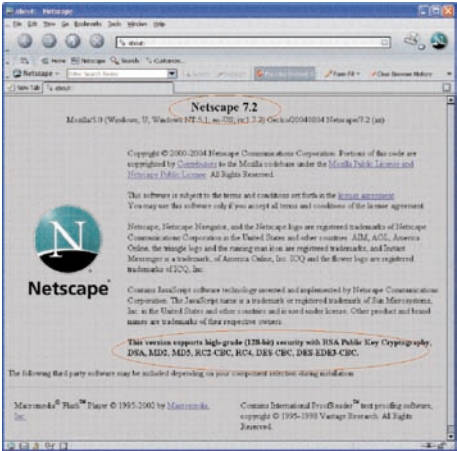 about: Netscape
File Edit View Go Bookmarks Tools Window Help
about:
Home Netscape Search Customize...
Netscape Enter Search Terms Search Form Fill Clear Browser History
New Tab about:
Netscape 7.2
Mozilla/5.0 (Windows; U; Windows NT 5.1; en-US; rv:1.7.2) Gecko/20040804 Netscape/7.2 (ax)
Copyright © 2000-2004 Netscape Communications Corporation. Portions of this code are
copyrighted by Contributors to the Mozilla codebase under the Mozilla Public License and
Netscape Public License. All Rights Reserved.
This software is subject to the terms and conditions set forth in the license agreement.
You may use this software only if you accept all terms and conditions of the license agreement.
Netscape, Netscape Navigator, and the Netscape logo are registered trademarks of Netscape
Communications Corporation in the United States and other countries. AIM, AOL, America
Online, the triangle logo and the running man icon are registered trademarks, and Instant
Messenger is a trademark, of America Online, Inc. ICQ and the flower logo are registered
trademarks of ICQ, Inc.
N
Netscape®
Contains JavaScript software technology invented and implemented by Netscape Communications
Corporation. The JavaScript name is a trademark or registered trademark of Sun Microsystems,
Inc. in the United States and other countries and is used under license. Other product and brand
names are trademarks of their respective owners.
This version supports high-grade (128-bit) security with RSA Public Key Cryptography,
DSA, MD2, MD5, RC2-CBC, RC4, DES-CBC, DES-EDE3-CBC.
The following third party software may be included depending on your component selection during installation:
Macromedia® Flash™ Player © 1995-2002 by Macromedia,
Inc.
Contains International ProofReader™ text proofing software,
copyright © 1995-1998 Vantage Research. All Rights
Reserved.